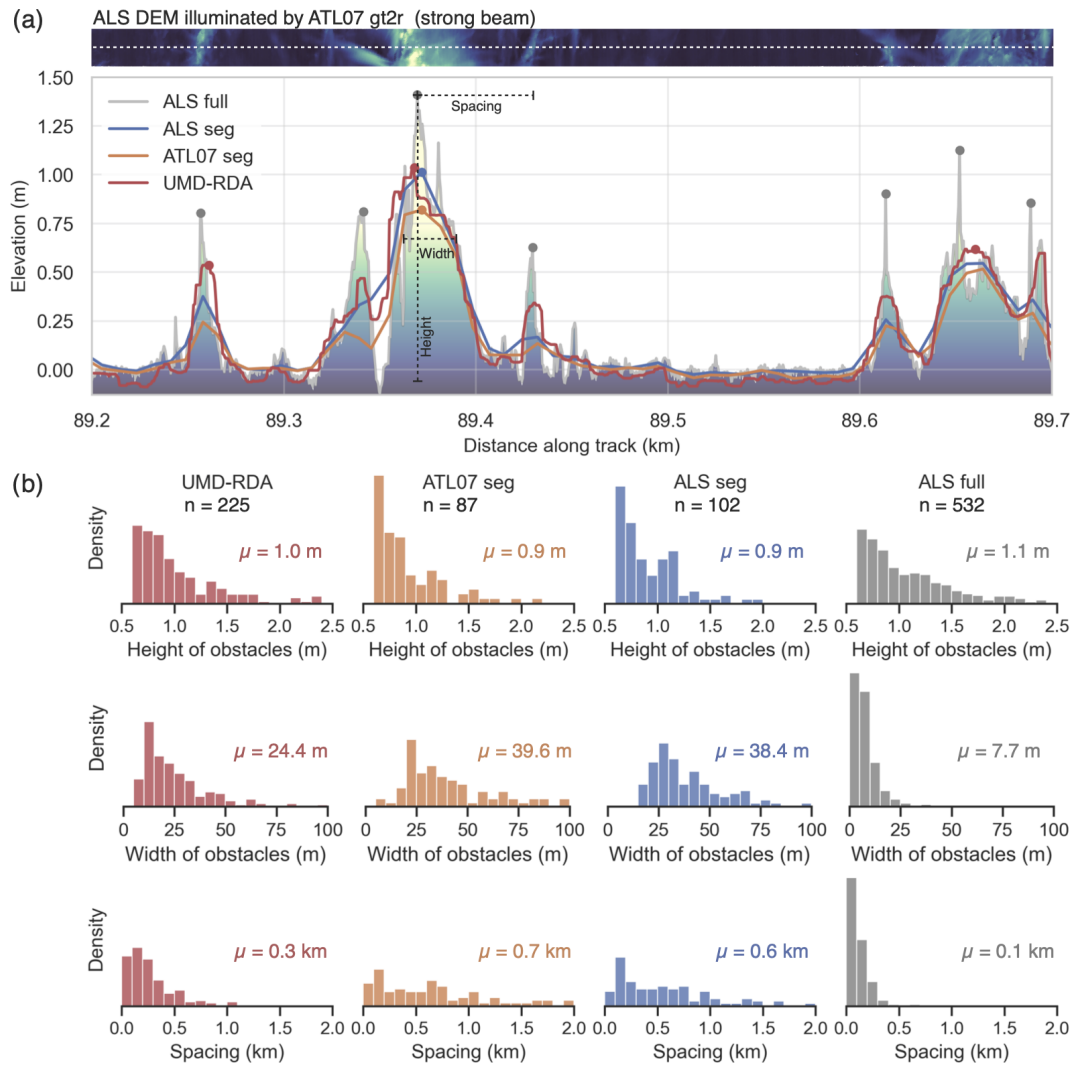 (a)
ALS DEM illuminated by ATL07 gt2r (strong beam)
1.50
1.25
1.00
0.75
0.50
0.25
0.00
Elevation (m)
ALS full
ALS seg
ATL07 seg
UMD-RDA
Spacing
Width
Height
89.2 89.3 89.4 89.5 89.6 89.7
Distance along track (km)
(b)
UMD-RDA ATL07 seg ALS seg ALS full
n = 225 n = 87 n = 102 n = 532
Density
μ = 1.0 m μ = 0.9 m μ = 0.9 m μ = 1.1 m
0.5 1.0 1.5 2.0 2.5 0.5 1.0 1.5 2.0 2.5 0.5 1.0 1.5 2.0 2.5 0.5 1.0 1.5 2.0 2.5
Height of obstacles (m) Height of obstacles (m) Height of obstacles (m) Height of obstacles (m)
Density
μ = 24.4 m μ = 39.6 m μ = 38.4 m μ = 7.7 m
0 25 50 75 100 0 25 50 75 100 0 25 50 75 100 0 25 50 75 100
Width of obstacles (m) Width of obstacles (m) Width of obstacles (m) Width of obstacles (m)
Density
μ = 0.3 km μ = 0.7 km μ = 0.6 km μ = 0.1 km
0.0 0.5 1.0 1.5 2.0 0.0 0.5 1.0 1.5 2.0 0.0 0.5 1.0 1.5 2.0 0.0 0.5 1.0 1.5 2.0
Spacing (km) Spacing (km) Spacing (km) Spacing (km)